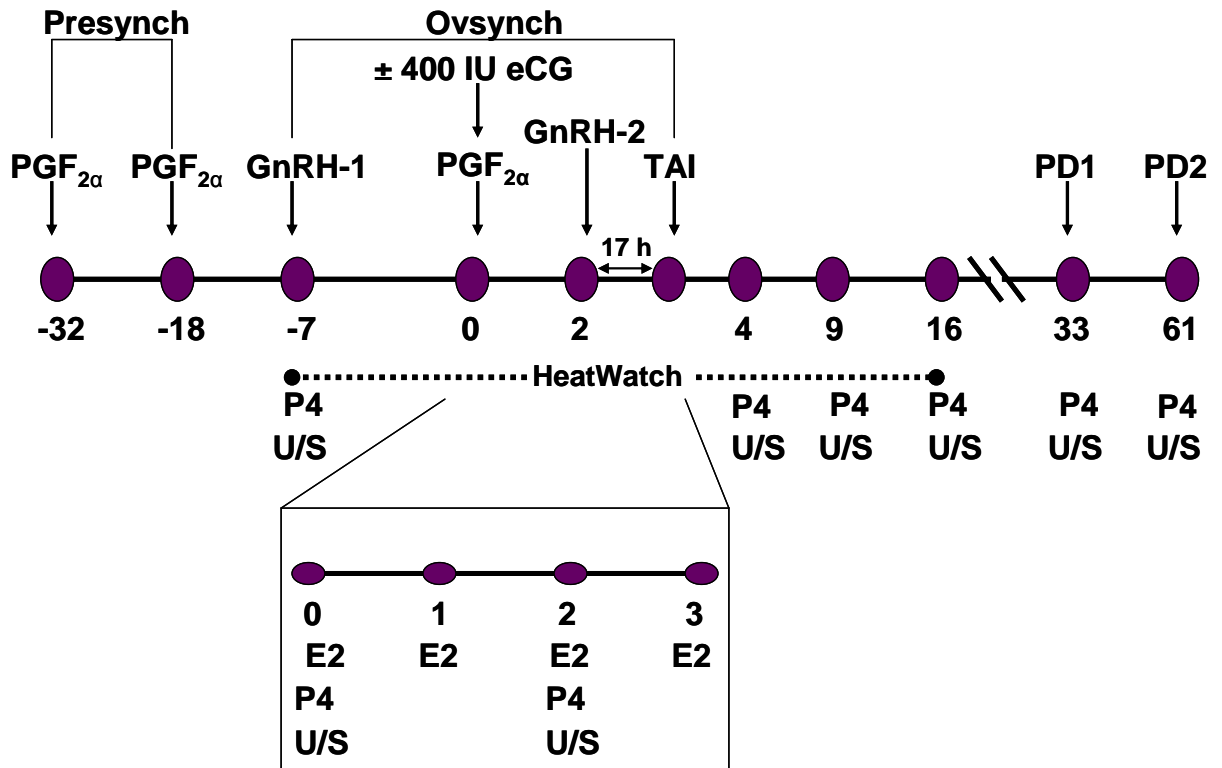 Presynch Ovsynch
± 400 IU eCG
GnRH-2
PGF2α PGF2α GnRH-1 PGF2α TAI PD1 PD2
17 h
-32 -18 -7 0 2 4 9 16 33 61
HeatWatch
P4 P4 P4 P4 P4 P4
U/S U/S U/S U/S U/S U/S
0 1 2 3
E2 E2 E2 E2
P4 P4
U/S U/S